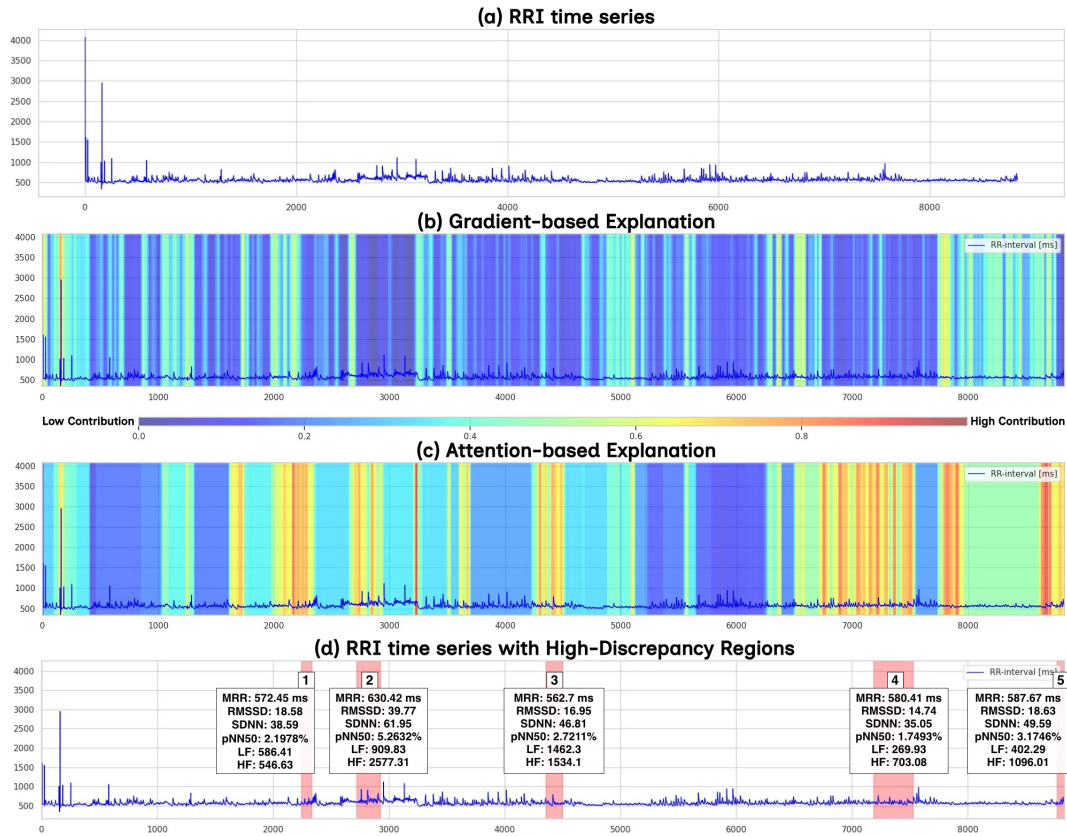 (a) RRI time series
4000
3500
3000
2500
2000
1500
1000
500
0 2000 4000 6000 8000
(b) Gradient-based Explanation
4000
3500
3000
2500
2000
1500
1000
500
RR-interval [ms]
0 1000 2000 3000 4000 5000 6000 7000 8000
Low Contribution High Contribution
0.0 0.2 0.4 0.6 0.8
(c) Attention-based Explanation
4000
3500
3000
2500
2000
1500
1000
500
RR-interval [ms]
0 1000 2000 3000 4000 5000 6000 7000 8000
(d) RRI time series with High-Discrepancy Regions
4000
3500
3000
2500
2000
1500
1000
500
RR-interval [ms]
1
MRR: 572.45 ms
RMSSD: 18.58
SDNN: 38.59
pNN50: 2.1978%
LF: 586.41
HF: 546.63
2
MRR: 630.42 ms
RMSSD: 39.77
SDNN: 61.95
pNN50: 5.2632%
LF: 909.83
HF: 2577.31
3
MRR: 562.7 ms
RMSSD: 16.95
SDNN: 46.81
pNN50: 2.7211%
LF: 1462.3
HF: 1534.1
4
MRR: 580.41 ms
RMSSD: 14.74
SDNN: 35.05
pNN50: 1.7493%
LF: 269.93
HF: 703.08
5
MRR: 587.67 ms
RMSSD: 18.63
SDNN: 49.59
pNN50: 3.1746%
LF: 402.29
HF: 1096.01
0 1000 2000 3000 4000 5000 6000 7000 8000